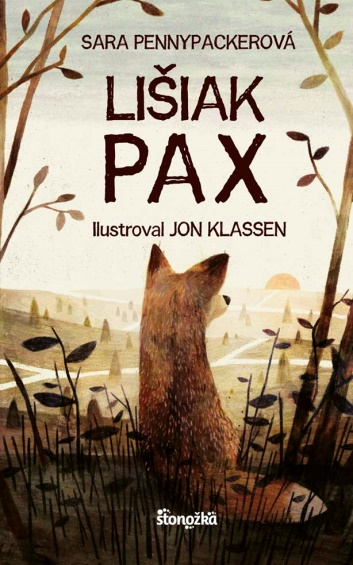 SARA PENNYPACKEROVÁ
LIŠIAK
PAX
Ilustroval JON KLASSEN
stonožka